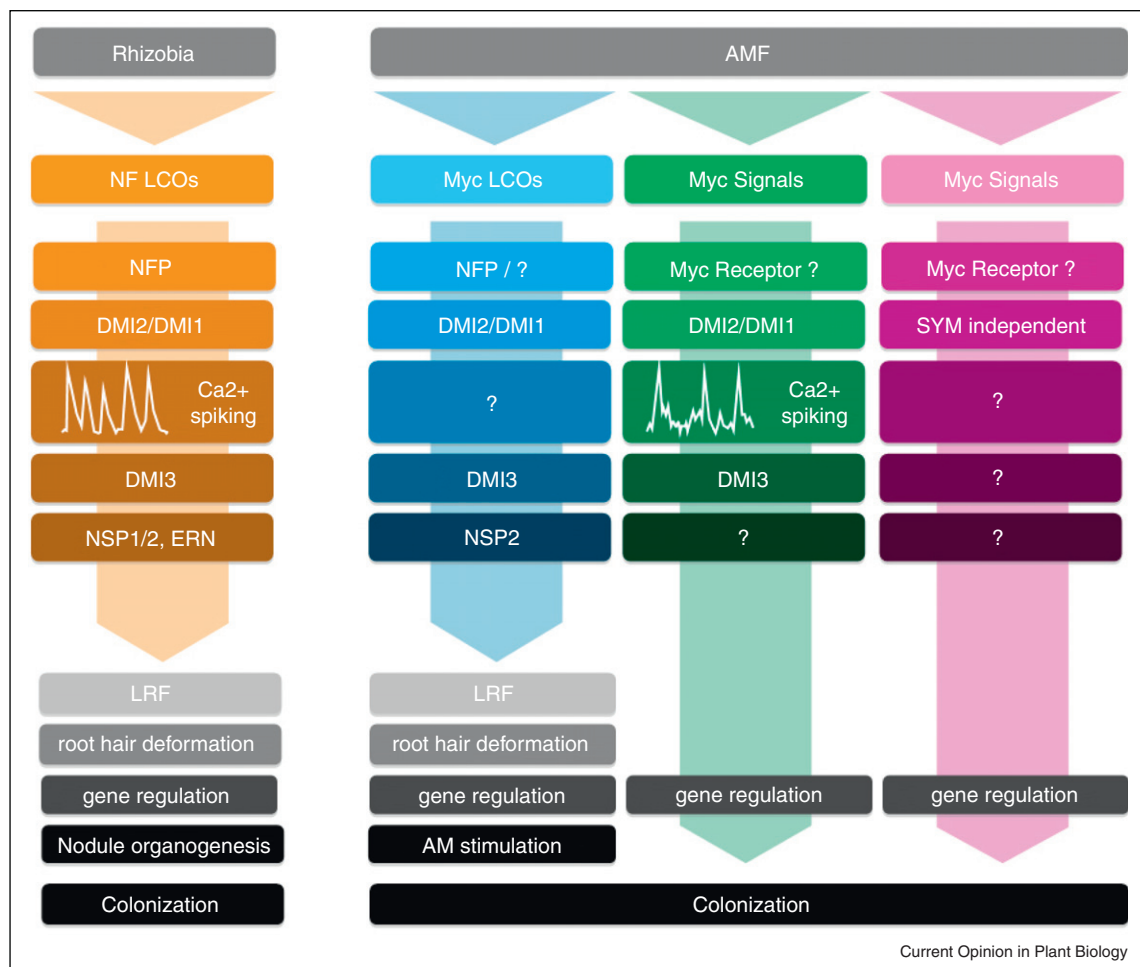 Rhizobia
AMF
NF LCOs
Myc LCOs
Myc Signals
Myc Signals
NFP
NFP / ?
Myc Receptor ?
Myc Receptor ?
DMI2/DMI1
DMI2/DMI1
DMI2/DMI1
SYM independent
Ca2+
spiking
?
Ca2+
spiking
?
DMI3
DMI3
DMI3
?
NSP1/2, ERN
NSP2
?
?
LRF
LRF
root hair deformation
root hair deformation
gene regulation
gene regulation
gene regulation
gene regulation
Nodule organogenesis
AM stimulation
Colonization
Colonization
Current Opinion in Plant Biology